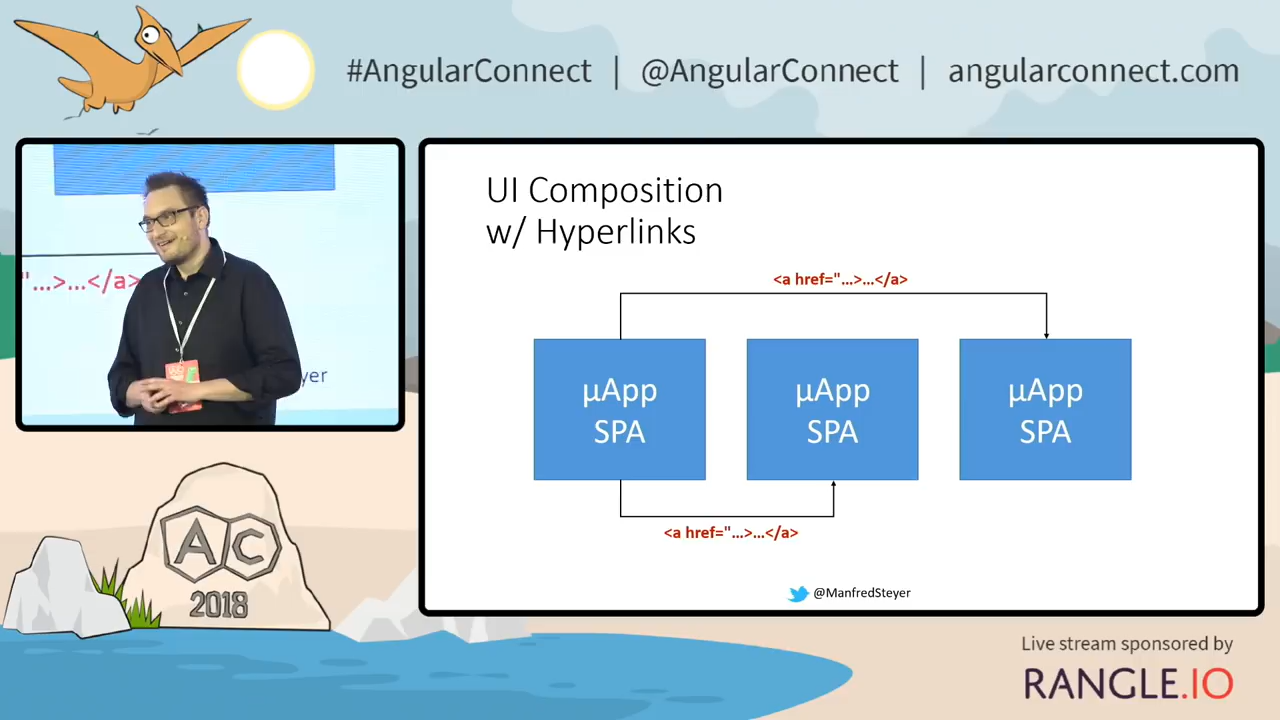 #AngularConnect | @AngularConnect | angularconnect.com
"...>...</a>
yer
UI Composition
w/ Hyperlinks
<a href="...>...</a>
µApp
SPA
µApp
SPA
µApp
SPA
<a href="...>...</a>
@ManfredSteyer
AC
2018
Live stream sponsored by
RANGLE.IO